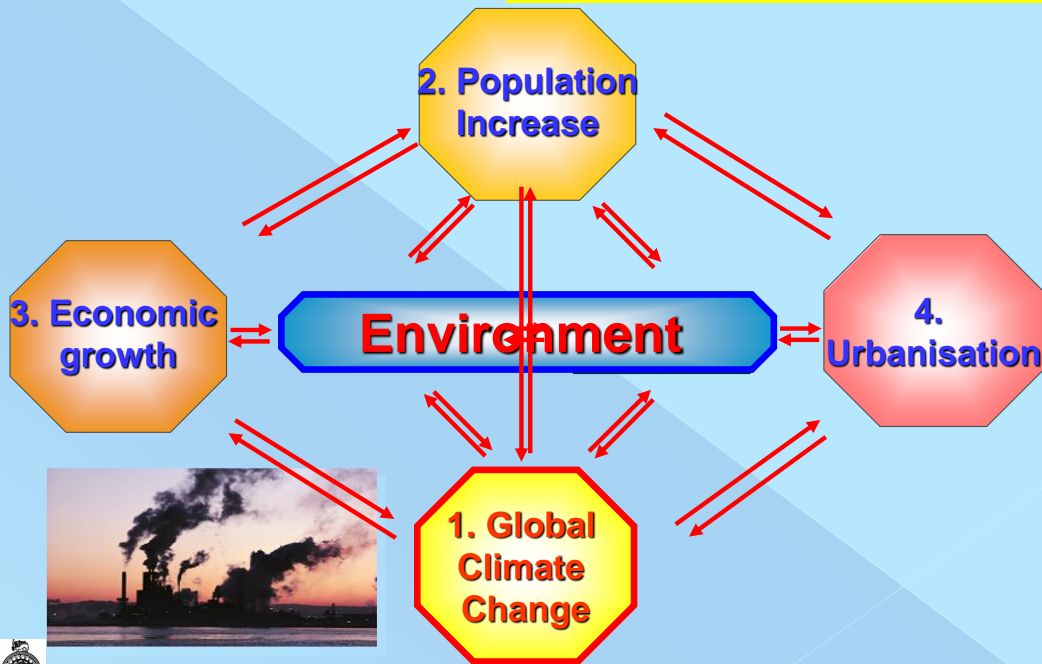 2. Population
Increase
3. Economic
growth
Environment
4.
Urbanisation
1. Global
Climate
Change